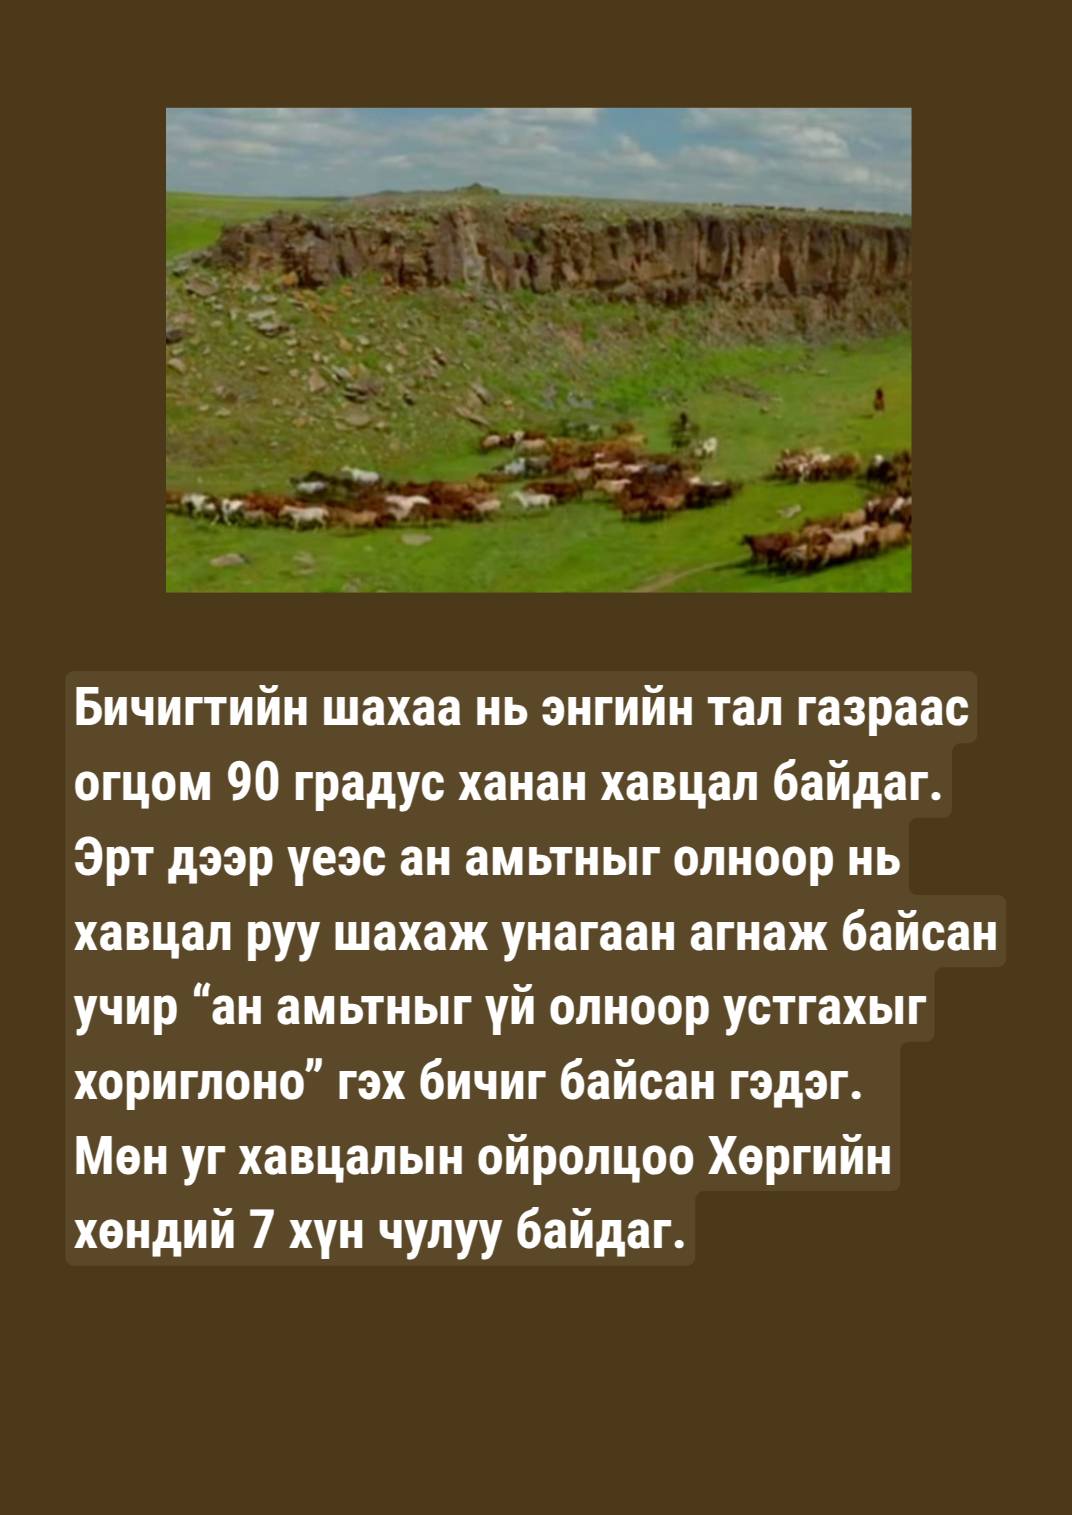 Бичигтийн шахаа нь энгийн тал газраас
огцом 90 градус ханан хавцал байдаг.
Эрт дээр үеэс ан амьтныг олноор нь
хавцал руу шахаж унагаан агнаж байсан
учир “ан амьтныг үй олноор устгахыг
хориглоно” гэх бичиг байсан гэдэг.
Мөн уг хавцалын ойролцоо Хөргийн
хөндий 7 хүн чулуу байдаг.